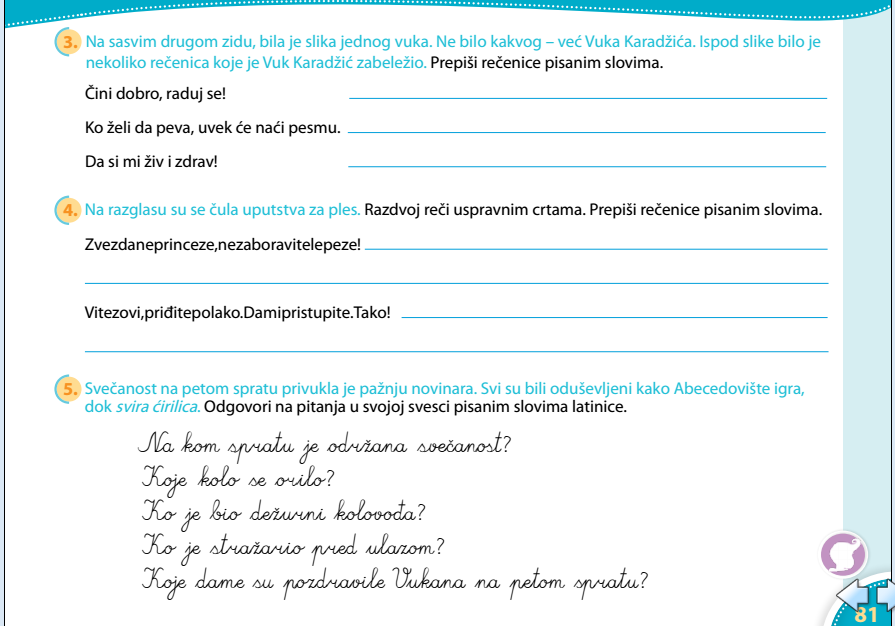 3. Na sasvim drugom zidu, bila je slika jednog vuka. Ne bilo kakvog – već Vuka Karadžića. Ispod slike bilo je
nekoliko rečenica koje je Vuk Karadžić zabeležio. Prepiši rečenice pisanim slovima.
Čini dobro, raduj se!
Ko želi da peva, uvek će naći pesmu.
Da si mi živ i zdrav!
4. Na razglasu su se čula uputstva za ples. Razdvoj reči uspravnim crtama. Prepiši rečenice pisanim slovima.
Zvezdaneprinceze,nezaboravitelepeze!
Vitezovi,priđitepolako.Damipristupite.Tako!
5. Svečanost na petom spratu privukla je pažnju novinara. Svi su bili oduševljeni kako Abecedovište igra,
dok svira ćirilica. Odgovori na pitanja u svojoj svesci pisanim slovima latinice.
Na kom spratu je održana svečanost?
Koje kolo se orilo?
Ko je bio dežurni kolovođa?
Ko je stražario pred ulazom?
Koje dame su pozdravile Vukana na petom spratu?
81